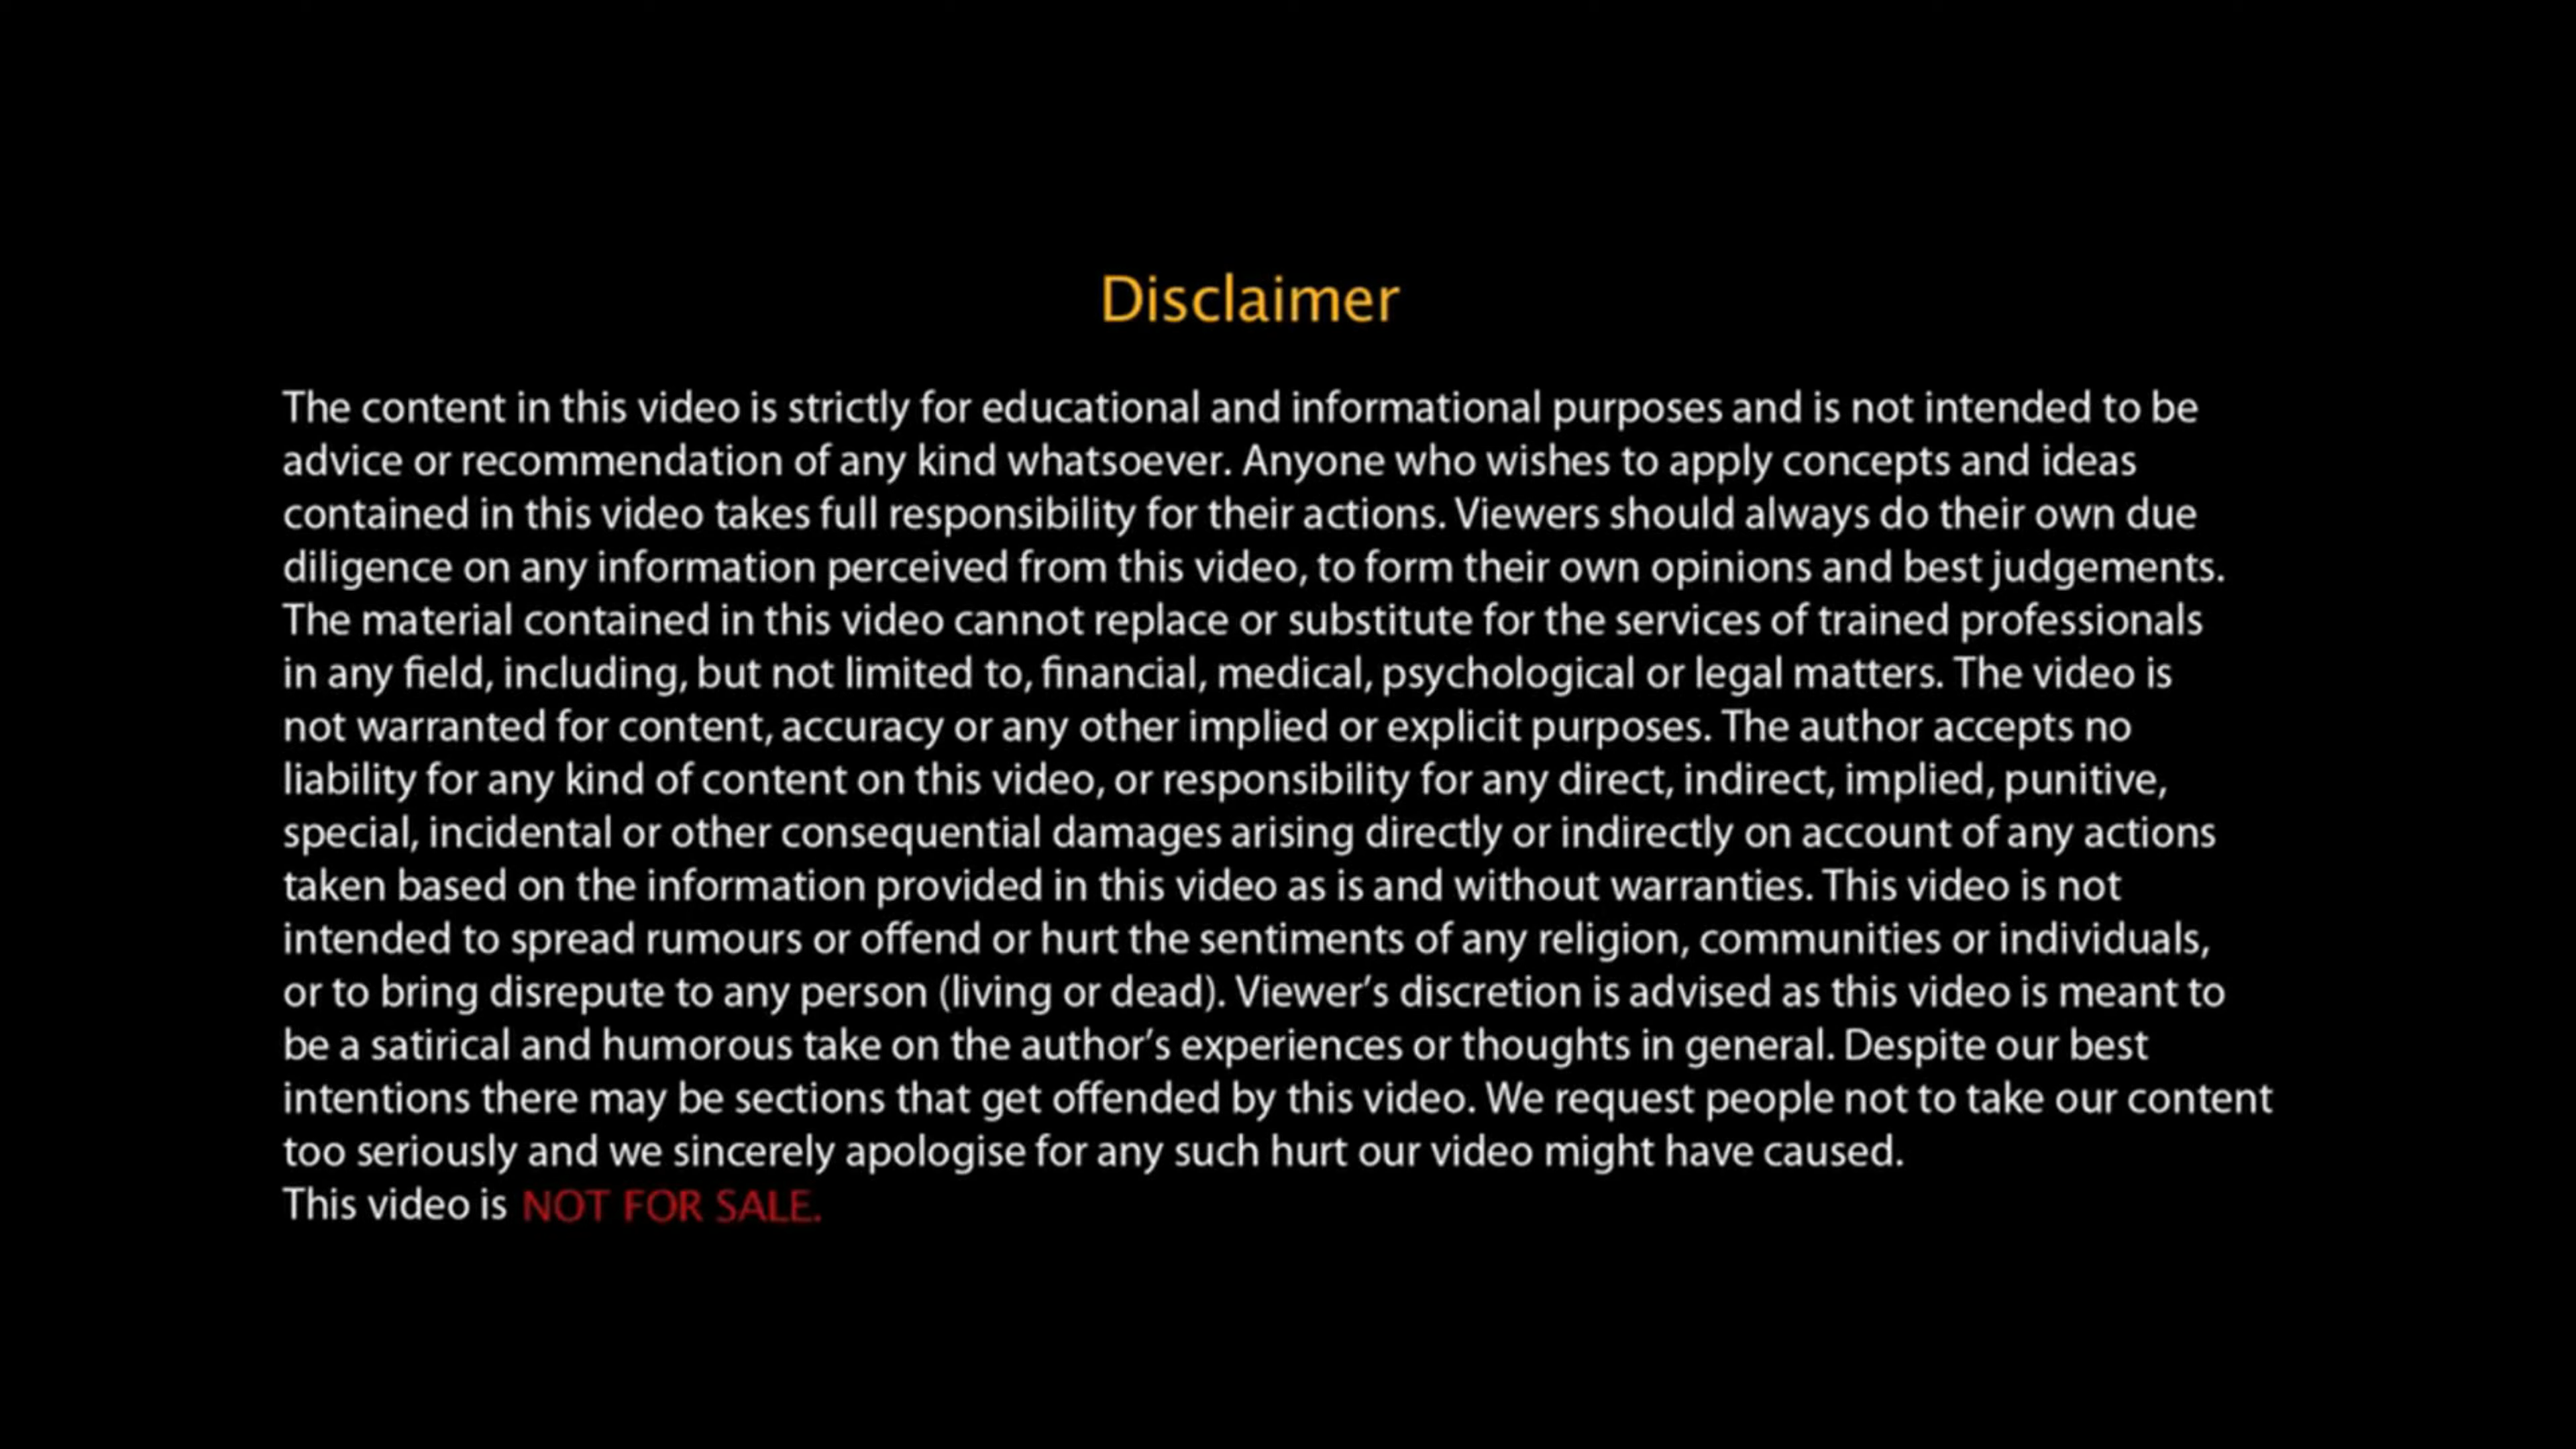 Disclaimer
The content in this video is strictly for educational and informational purposes and is not intended to be
advice or recommendation of any kind whatsoever. Anyone who wishes to apply concepts and ideas
contained in this video takes full responsibility for their actions. Viewers should always do their own due
diligence on any information perceived from this video, to form their own opinions and best judgements.
The material contained in this video cannot replace or substitute for the services of trained professionals
in any field, including, but not limited to, financial, medical, psychological or legal matters. The video is
not warranted for content, accuracy or any other implied or explicit purposes. The author accepts no
liability for any kind of content on this video, or responsibility for any direct, indirect, implied, punitive,
special, incidental or other consequential damages arising directly or indirectly on account of any actions
taken based on the information provided in this video as is and without warranties. This video is not
intended to spread rumours or offend or hurt the sentiments of any religion, communities or individuals,
or to bring disrepute to any person (living or dead). Viewer’s discretion is advised as this video is meant to
be a satirical and humorous take on the author’s experiences or thoughts in general. Despite our best
intentions there may be sections that get offended by this video. We request people not to take our content
too seriously and we sincerely apologise for any such hurt our video might have caused.
This video is NOT FOR SALE.